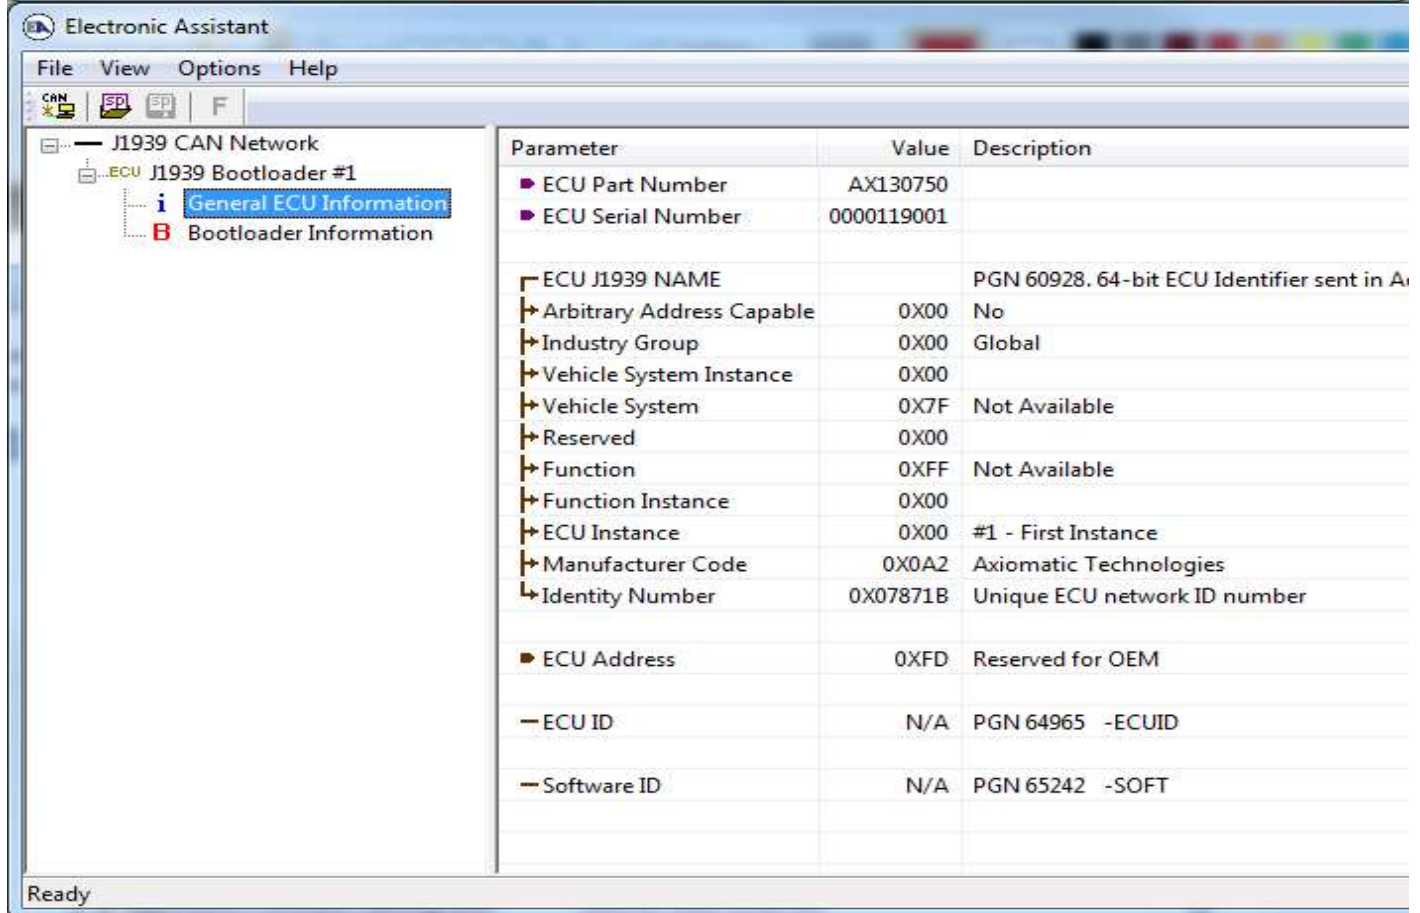 Electronic Assistant
File View Options Help
CAN SP SP F
J1939 CAN Network
ECU J1939 Bootloader #1
i General ECU Information
B Bootloader Information
Parameter Value Description
ECU Part Number AX130750
ECU Serial Number 0000119001
ECU J1939 NAME PGN 60928. 64-bit ECU Identifier sent in
Arbitrary Address Capable 0X00 No
Industry Group 0X00 Global
Vehicle System Instance 0X00
Vehicle System 0X7F Not Available
Reserved 0X00
Function 0XFF Not Available
Function Instance 0X00
ECU Instance 0X00 #1 - First Instance
Manufacturer Code 0X0A2 Axiomatic Technologies
Identity Number 0X07871B Unique ECU network ID number
ECU Address 0XFD Reserved for OEM
ECU ID N/A PGN 64965 -ECUID
Software ID N/A PGN 65242 -SOFT
Ready